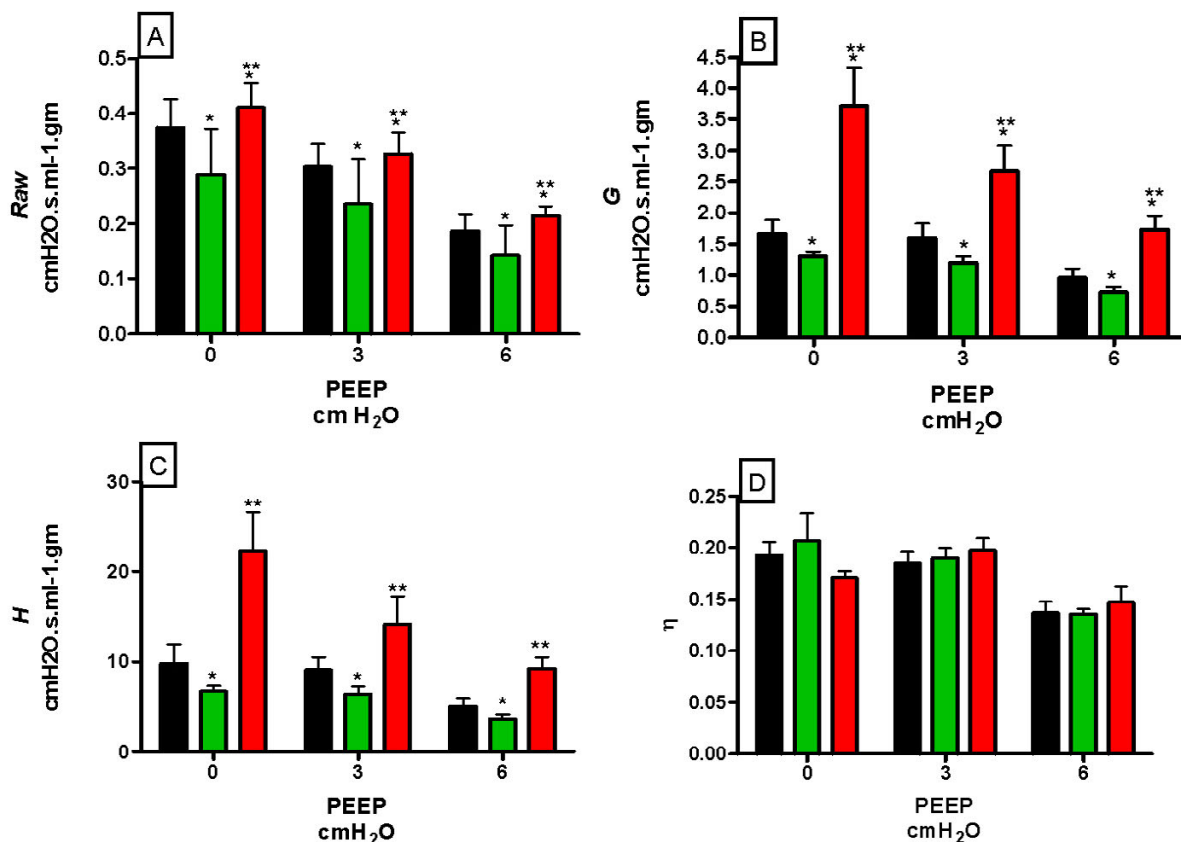 A
Raw
cmH2O.s.ml-1.gm
0.5
0.4
0.3
0.2
0.1
0.0
* ** *
* ** *
* ** *
0 3 6
PEEP
cm H₂O
B
G
cmH2O.s.ml-1.gm
4.5
4.0
3.5
3.0
2.5
2.0
1.5
1.0
0.5
0.0
* ** *
* ** *
* ** *
0 3 6
PEEP
cmH₂O
C
H
cmH2O.s.ml-1.gm
30
20
10
0
* **
* **
* **
0 3 6
PEEP
cmH₂O
D
η
0.25
0.20
0.15
0.10
0.05
0.00
0 3 6
PEEP
cmH₂O